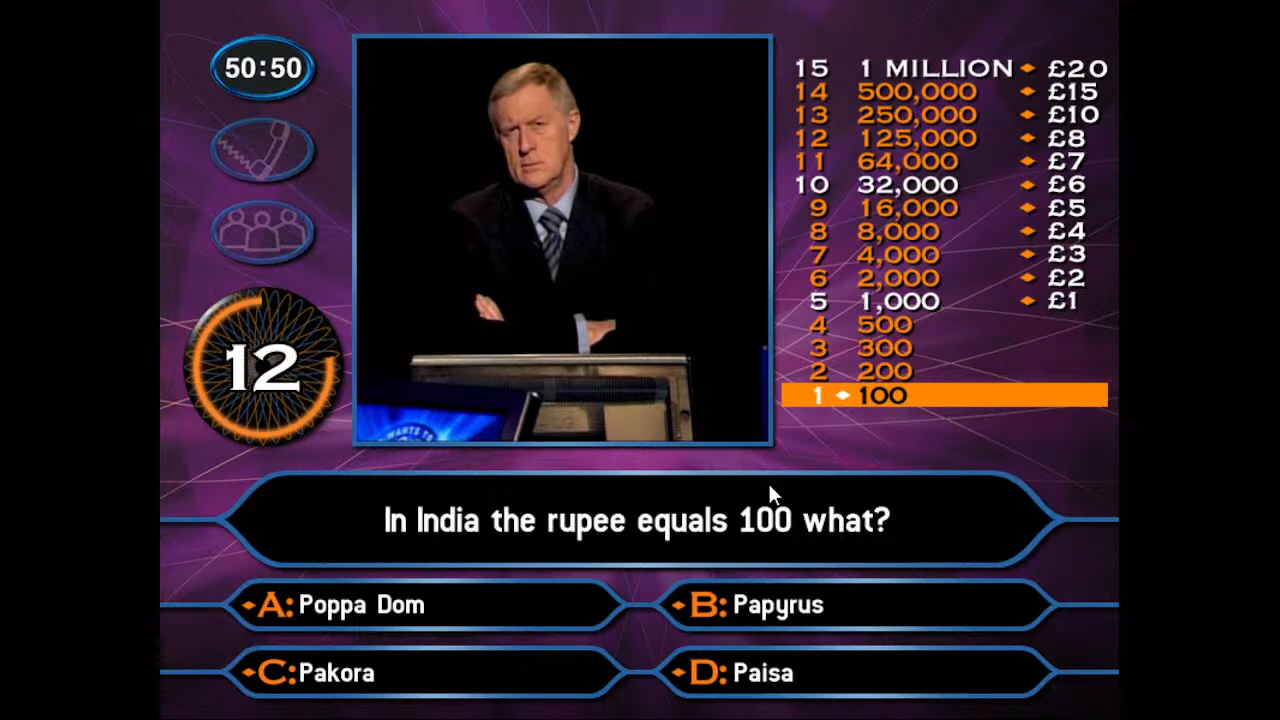 50:50
12
15 1 MILLION £20
14 500,000 £15
13 250,000 £10
12 125,000 £8
11 64,000 £7
10 32,000 £6
9 16,000 £5
8 8,000 £4
7 4,000 £3
6 2,000 £2
5 1,000 £1
4 500
3 300
2 200
1 100
WANTS TO
In India the rupee equals 100 what?
A: Poppa Dom
B: Papyrus
C: Pakora
D: Paisa